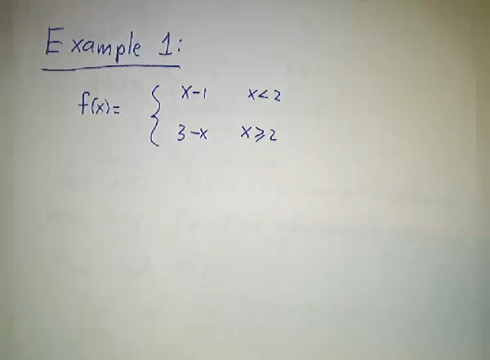 Example 1:
f(x)= { x-1 x<2
3-x x⩾2